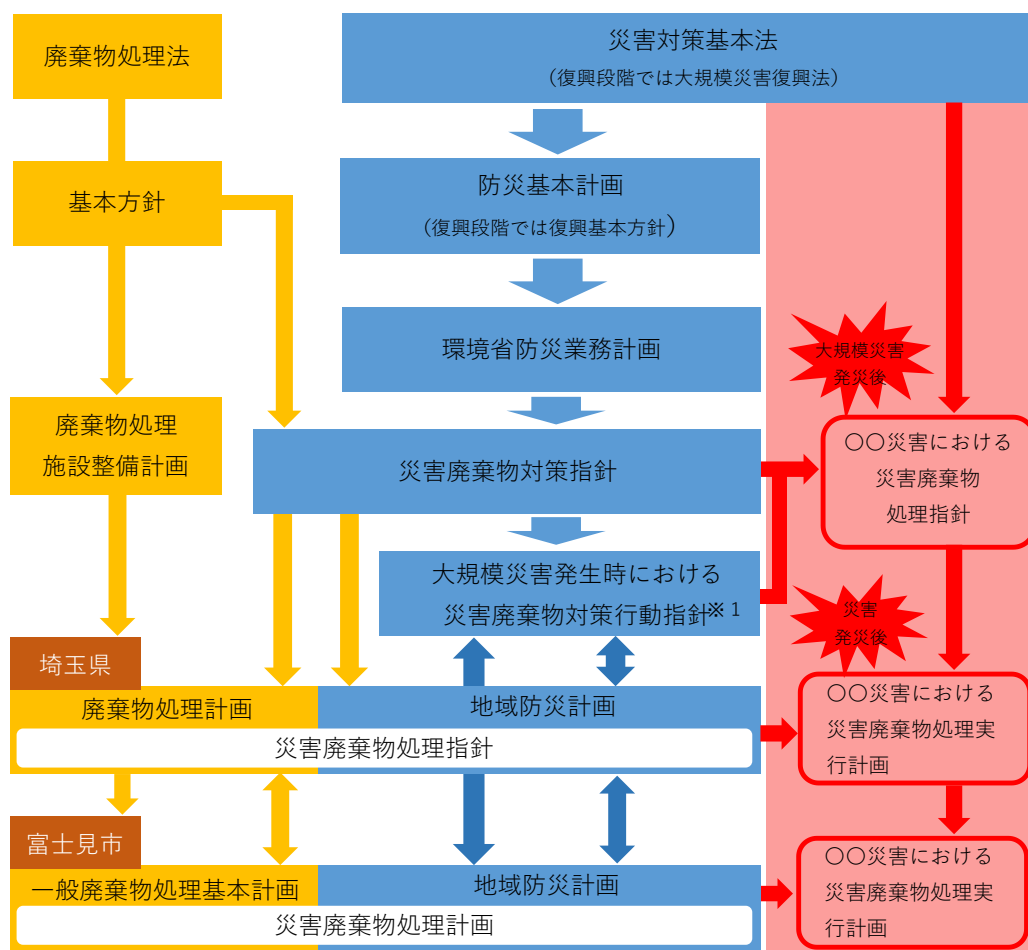 廃棄物処理法
災害対策基本法
(復興段階では大規模災害復興法)
基本方針
防災基本計画
(復興段階では復興基本方針)
環境省防災業務計画
大規模災害
発災後
廃棄物処理
施設整備計画
災害廃棄物対策指針
〇〇災害における
災害廃棄物
処理指針
大規模災害発生時における
災害廃棄物対策行動指針※1
災害
発災後
埼玉県
廃棄物処理計画
地域防災計画
災害廃棄物処理指針
〇〇災害における
災害廃棄物処理実
行計画
富士見市
一般廃棄物処理基本計画
地域防災計画
災害廃棄物処理計画
〇〇災害における
災害廃棄物処理実
行計画